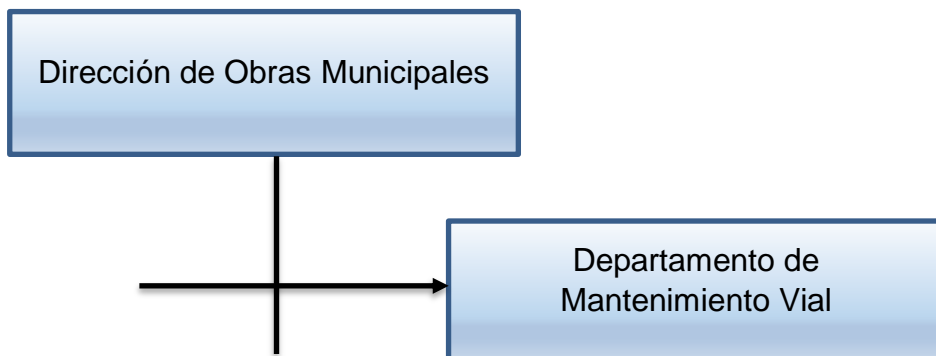 Dirección de Obras Municipales
Departamento de
Mantenimiento Vial